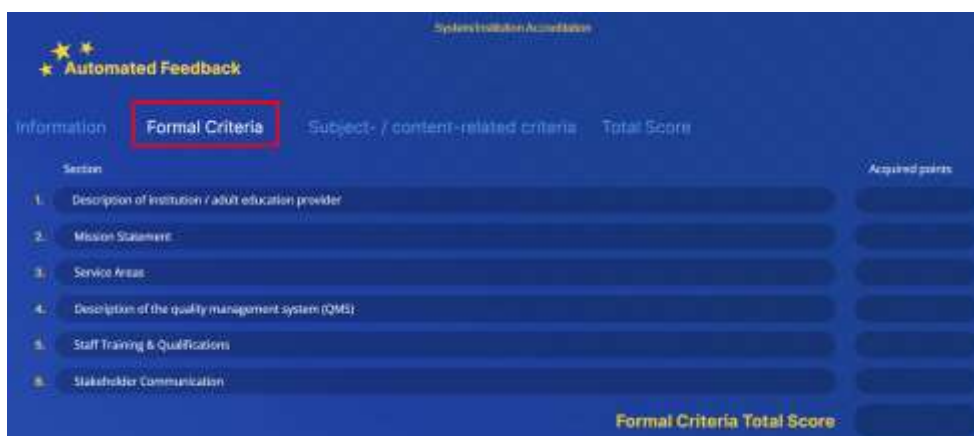 System/Institution Accreditation
Automated Feedback
Information Formal Criteria Subject- / content-related criteria Total Score
Section Acquired points
1. Description of institution / adult education provider
2. Mission Statement
3. Service Areas
4. Description of the quality management system (QMS)
5. Staff Training & Qualifications
6. Stakeholder Communication
Formal Criteria Total Score